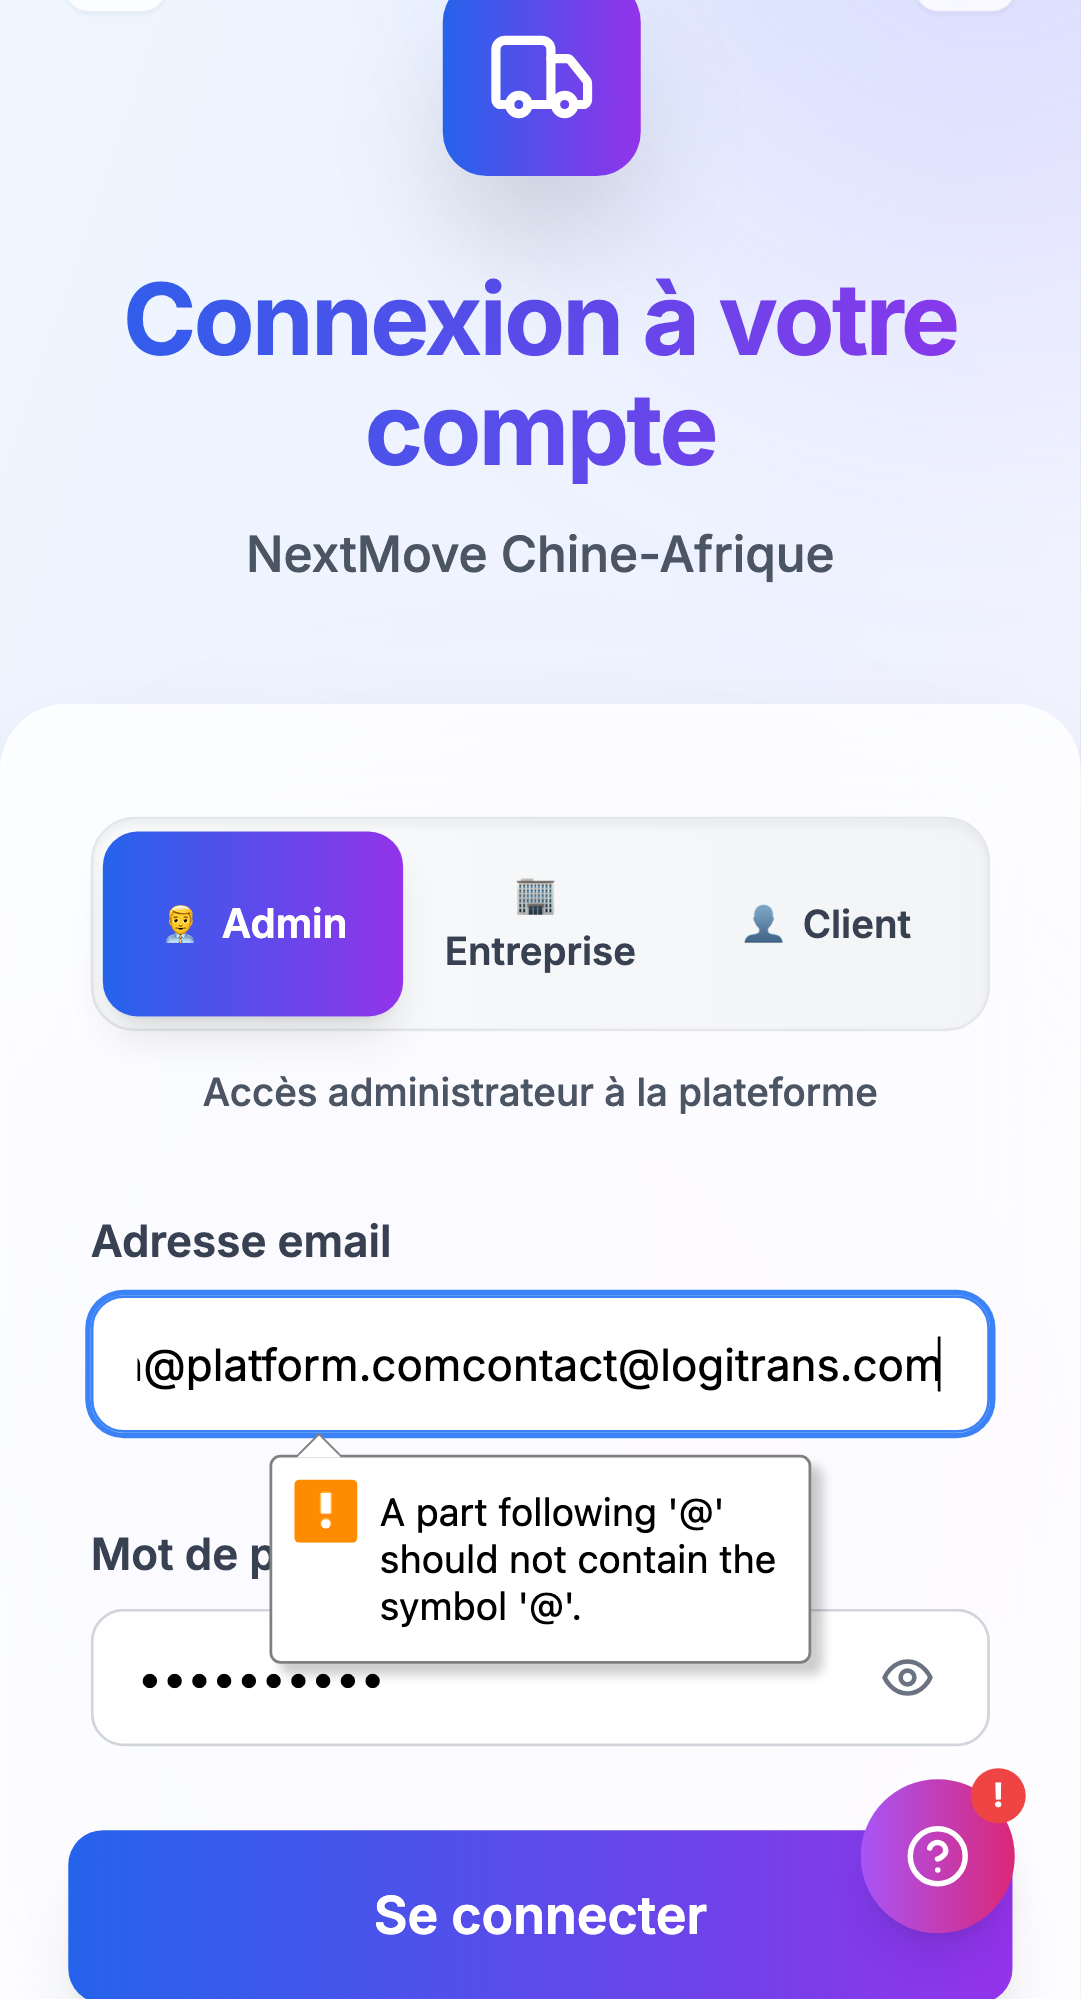 Connexion à votre
compte
NextMove Chine-Afrique
Admin
Entreprise
Client
Accès administrateur à la plateforme
Adresse email
@platform.comcontact@logitrans.com
A part following '@'
should not contain the
symbol '@'.
Mot de p
••••••••••
!
?
Se connecter